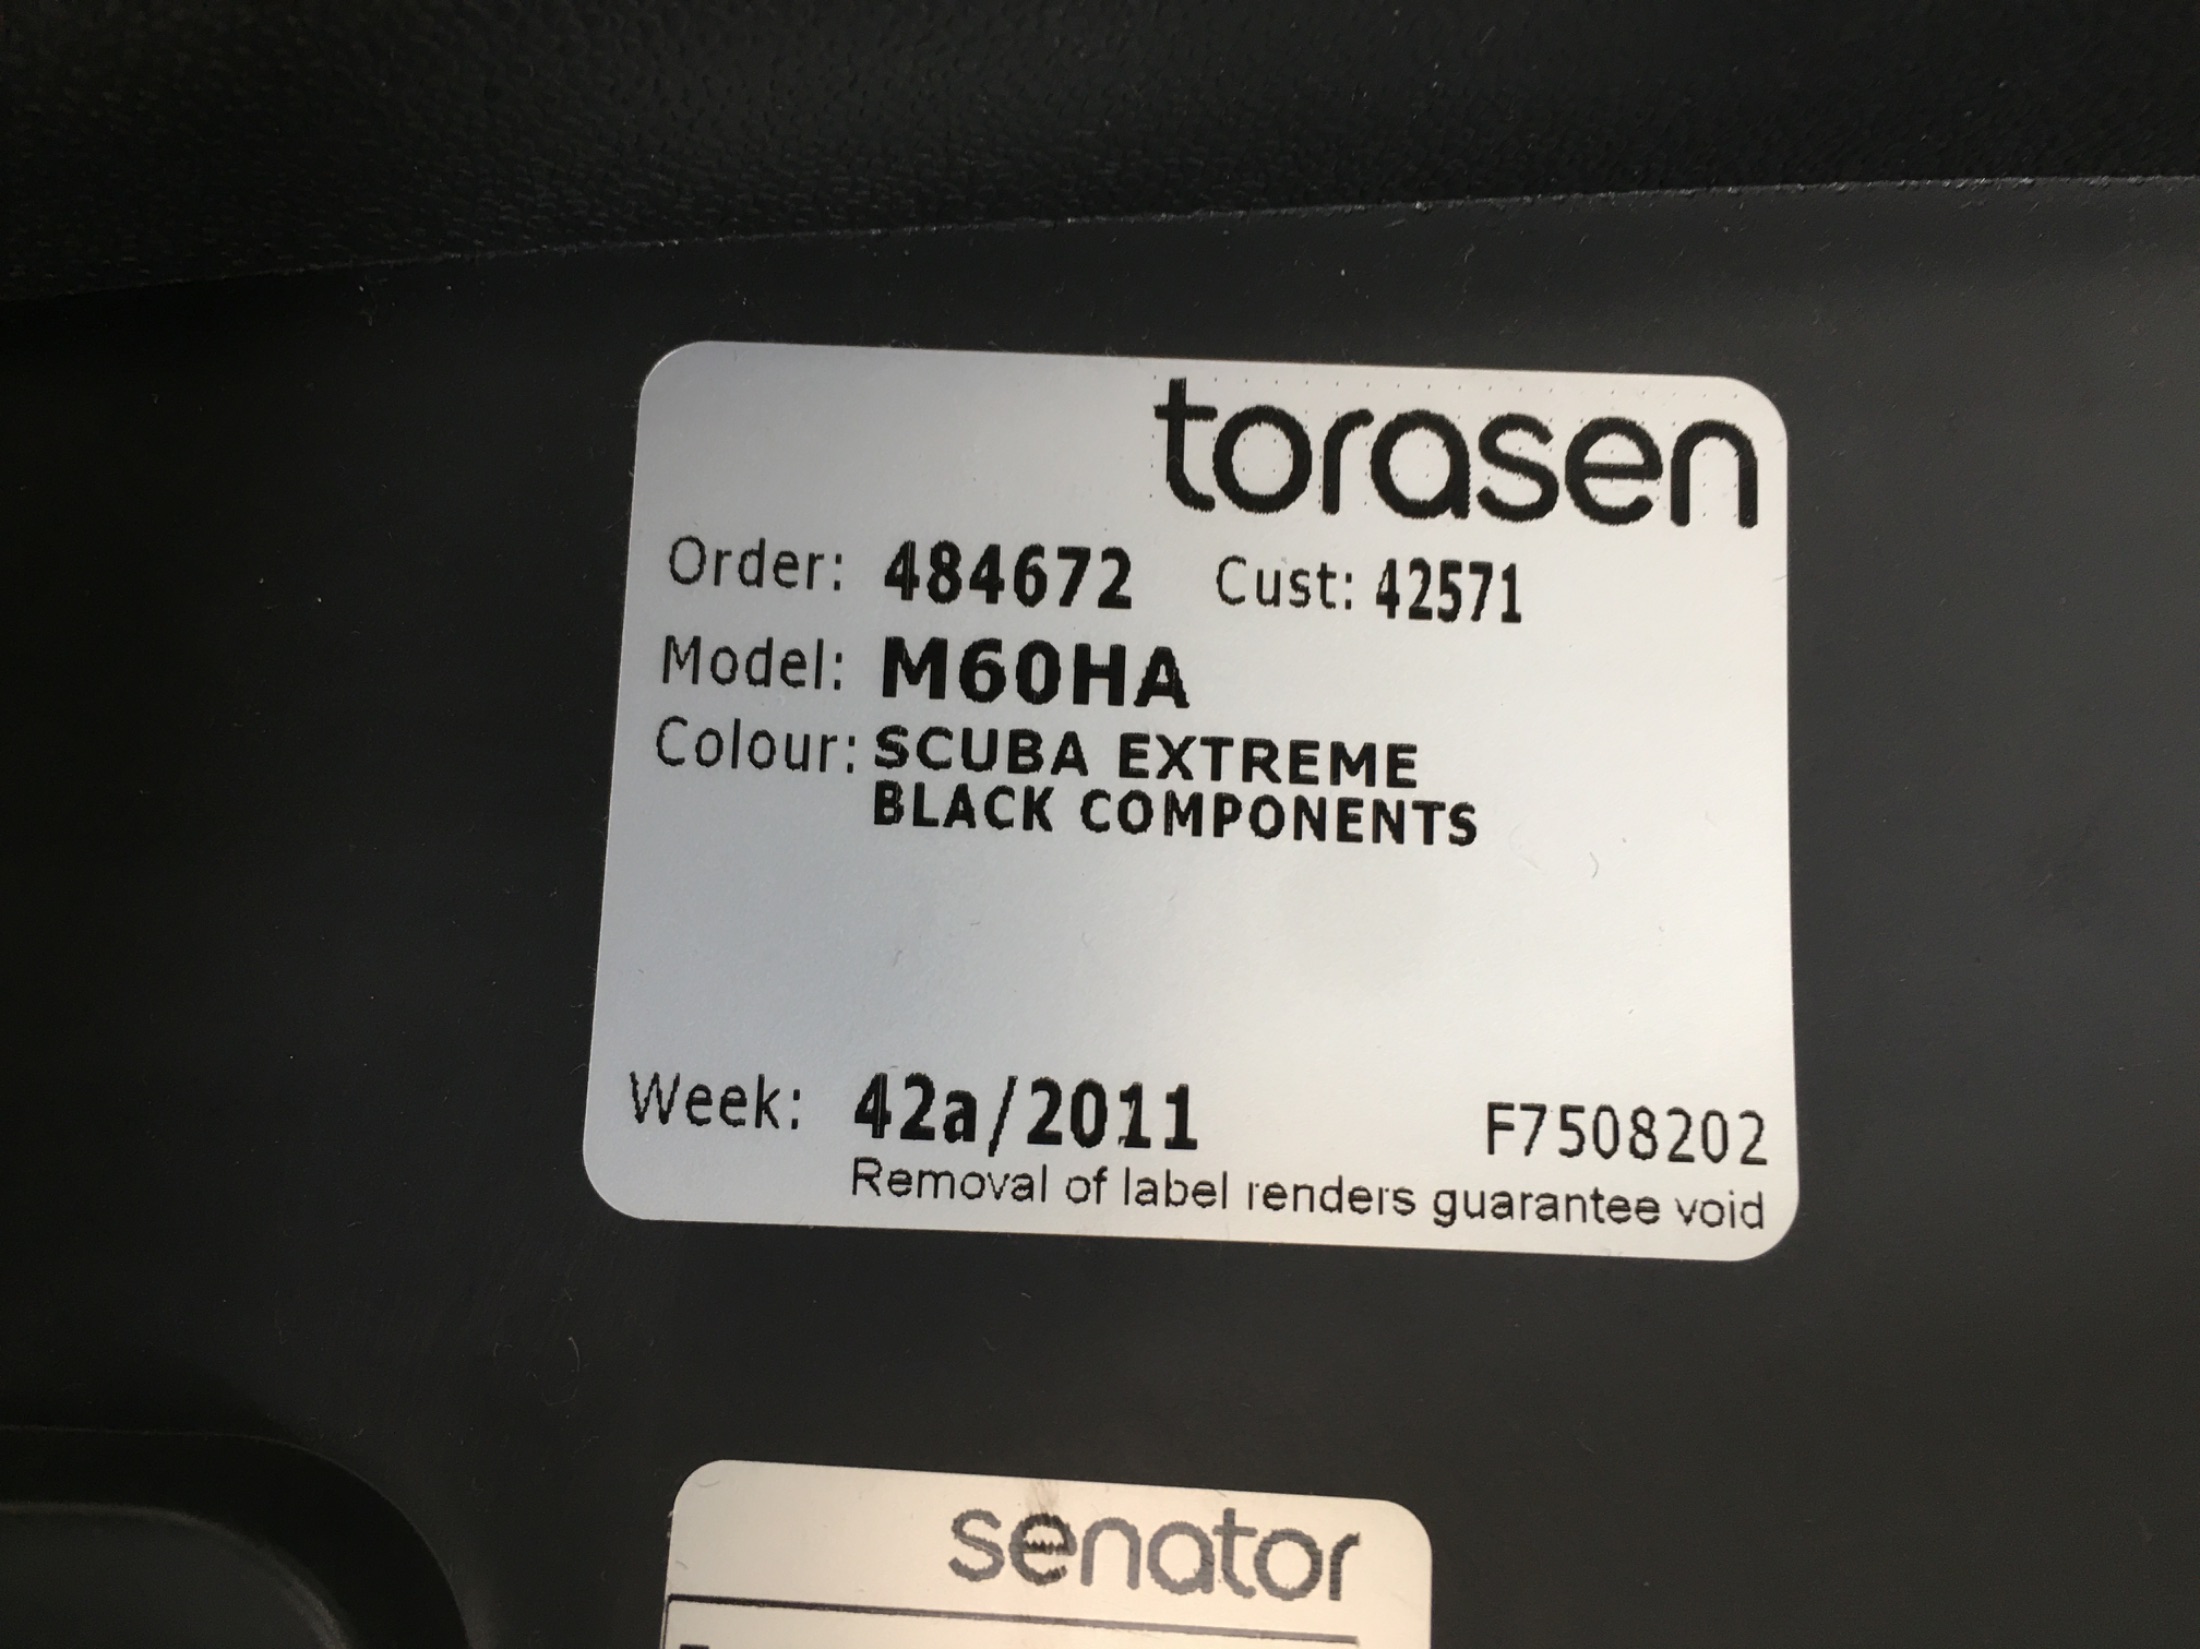 torasen
Order: 484672 Cust: 42571
Model: M60HA
Colour: SCUBA EXTREME
BLACK COMPONENTS
Week: 42a/2011 F7508202
Removal of label renders guarantee void
senator